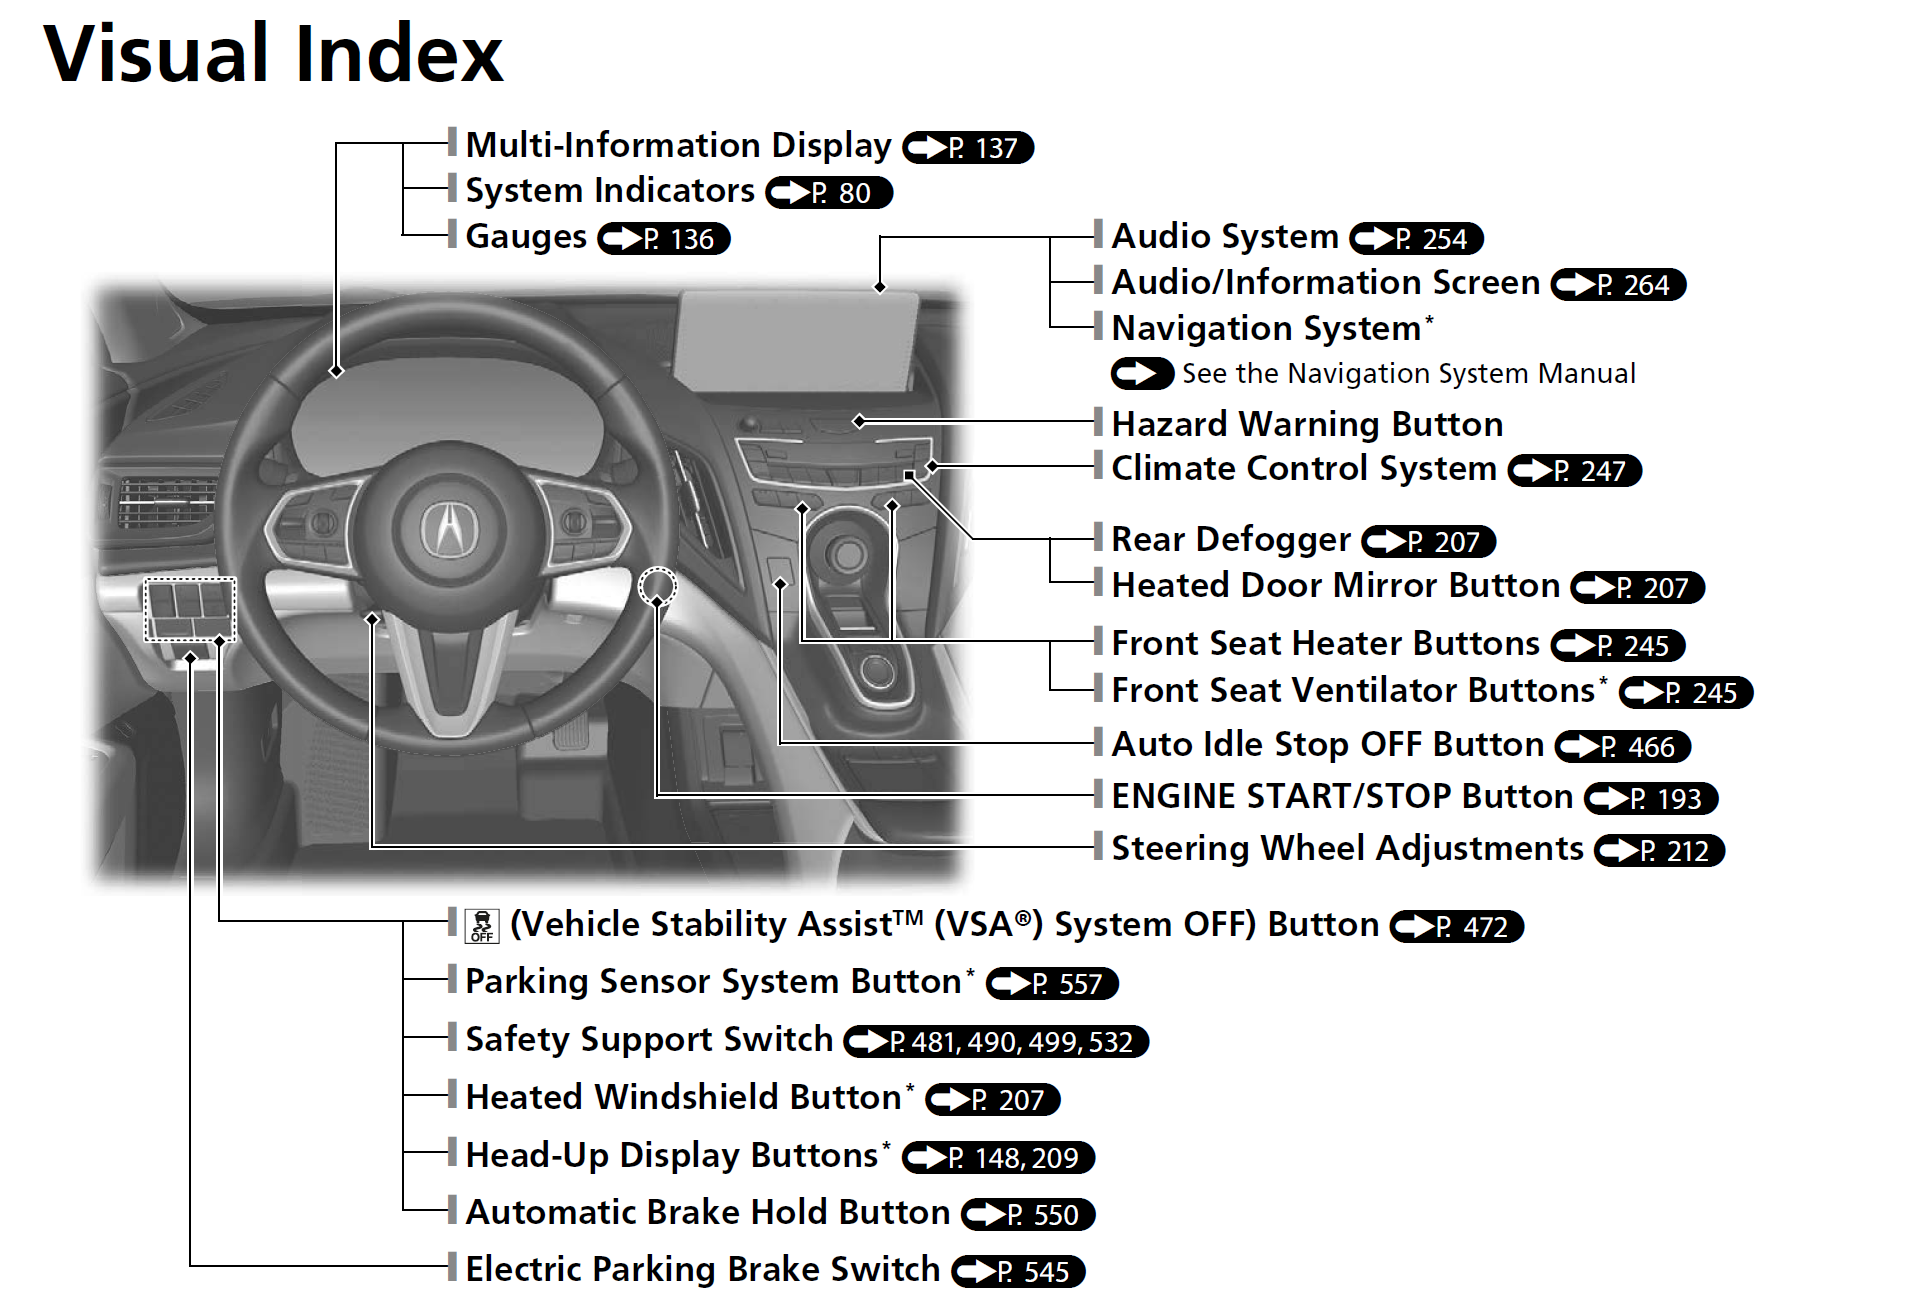 Visual Index
Multi-Information Display P. 137
System Indicators P. 80
Gauges P. 136
Audio System P. 254
Audio/Information Screen P. 264
Navigation System*
See the Navigation System Manual
Hazard Warning Button
Climate Control System P. 247
Rear Defogger P. 207
Heated Door Mirror Button P. 207
Front Seat Heater Buttons P. 245
Front Seat Ventilator Buttons* P. 245
Auto Idle Stop OFF Button P. 466
ENGINE START/STOP Button P. 193
Steering Wheel Adjustments P. 212
OFF (Vehicle Stability Assist™ (VSA®) System OFF) Button P. 472
Parking Sensor System Button* P. 557
Safety Support Switch P. 481, 490, 499, 532
Heated Windshield Button* P. 207
Head-Up Display Buttons* P. 148, 209
Automatic Brake Hold Button P. 550
Electric Parking Brake Switch P. 545